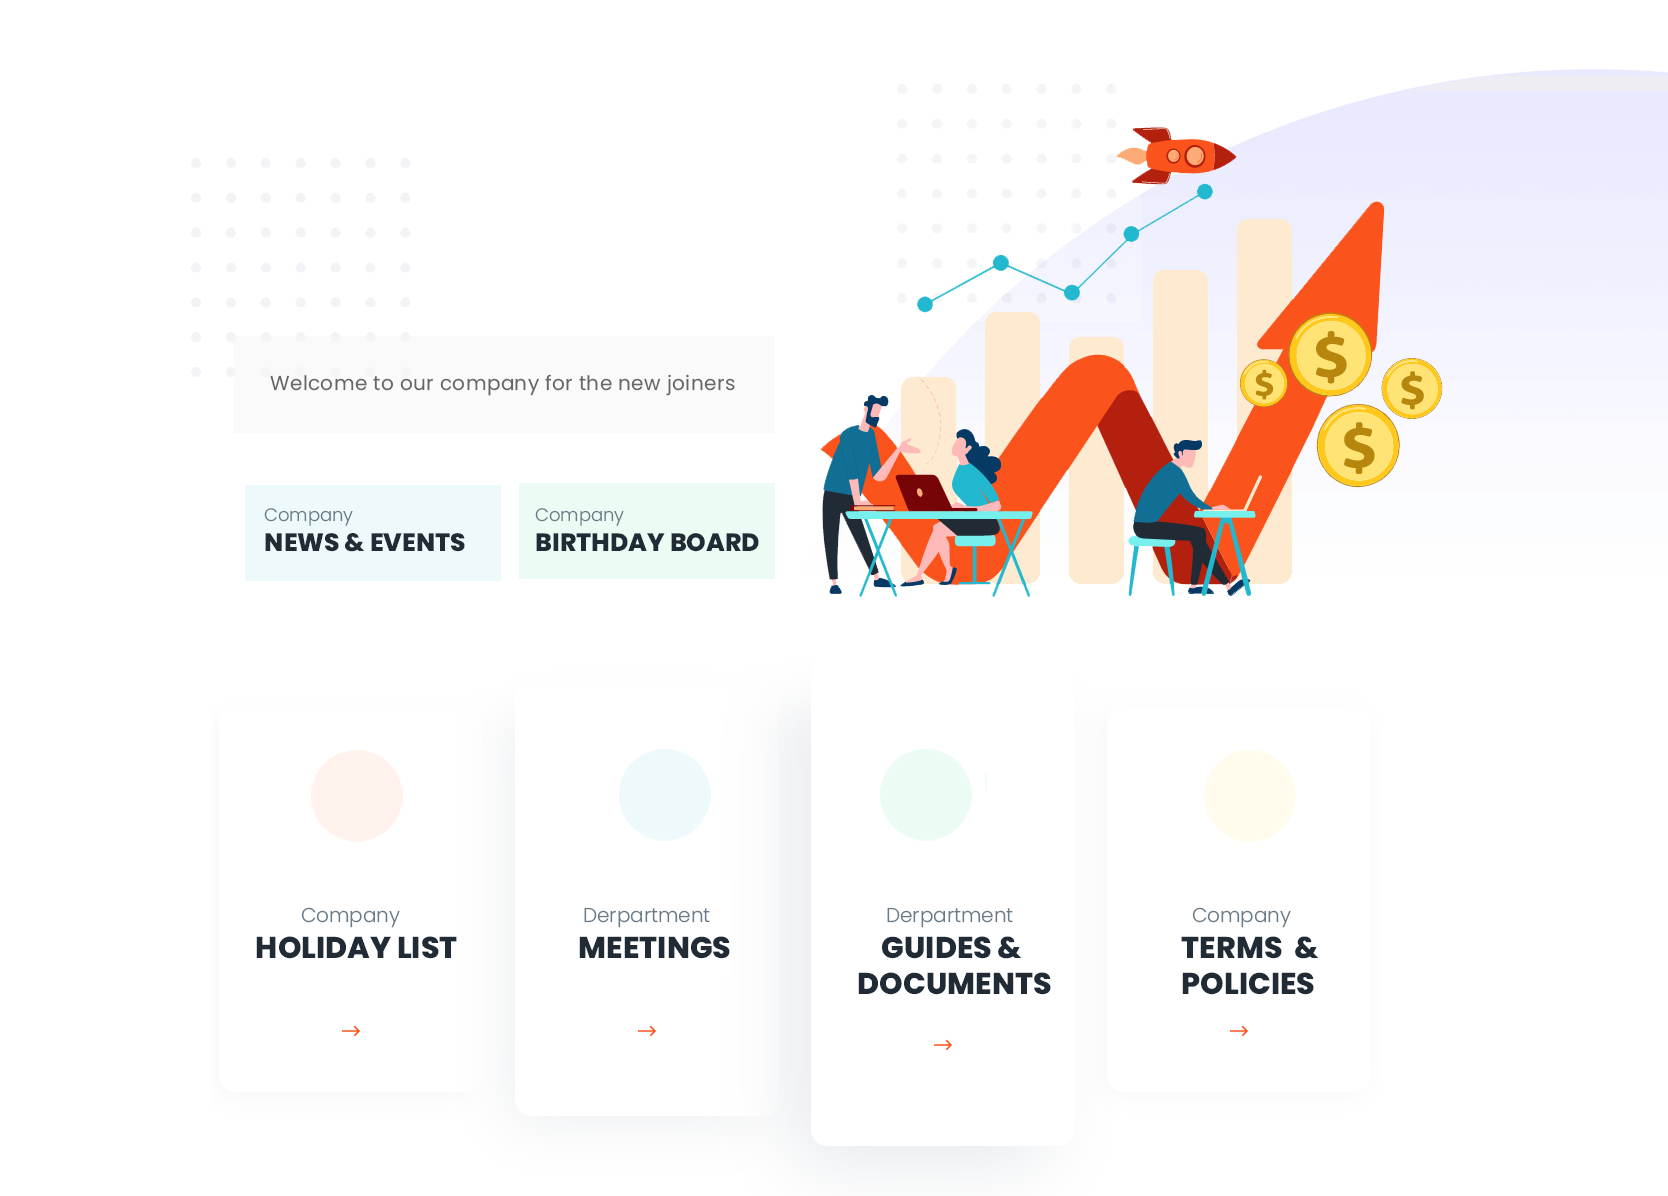 Welcome to our company for the new joiners
Company
NEWS & EVENTS
Company
BIRTHDAY BOARD
Company
HOLIDAY LIST
Derpartment
MEETINGS
Derpartment
GUIDES &
DOCUMENTS
Company
TERMS & 
POLICIES
$
$
$
$